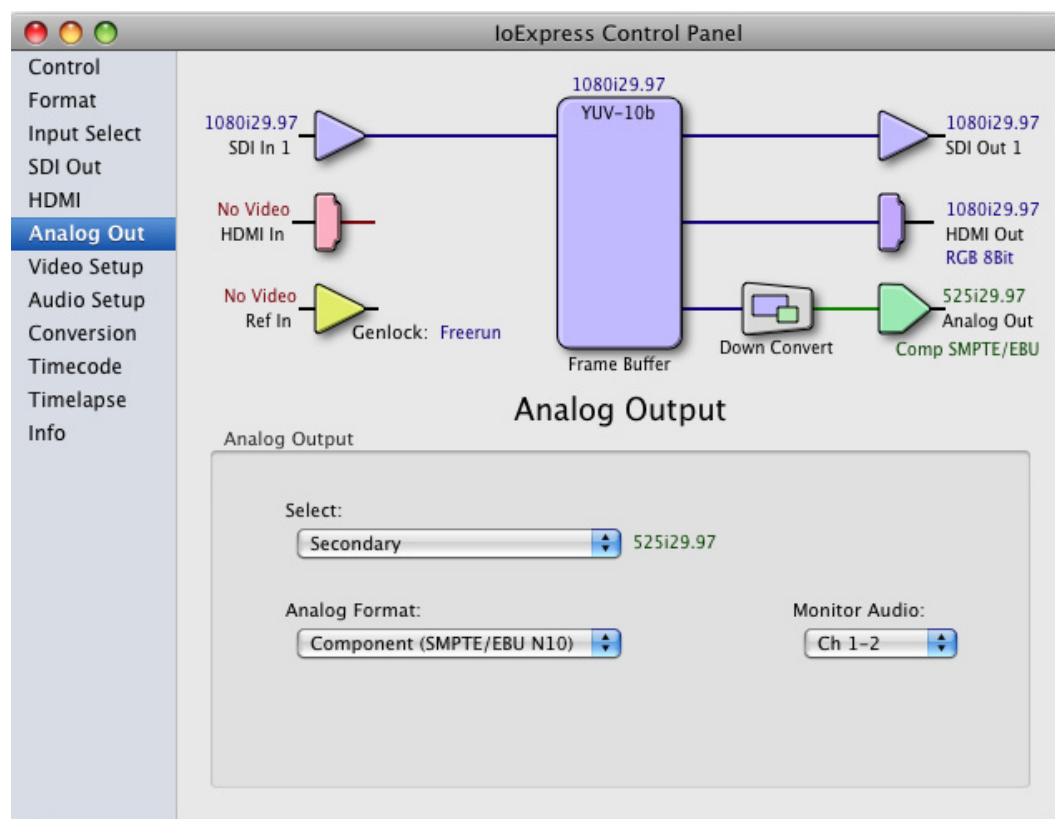 IoExpress Control Panel
Control
Format
Input Select
SDI Out
HDMI
Analog Out
Video Setup
Audio Setup
Conversion
Timecode
Timelapse
Info
1080i29.97
YUV-10b
1080i29.97
SDI In 1
1080i29.97
SDI Out 1
No Video
HDMI In
1080i29.97
HDMI Out
RGB 8Bit
No Video
Ref In
Genlock: Freerun
Frame Buffer
Down Convert
525i29.97
Analog Out
Comp SMPTE/EBU
Analog Output
Analog Output
Select:
Secondary 525i29.97
Analog Format:
Component (SMPTE/EBU N10)
Monitor Audio:
Ch 1-2